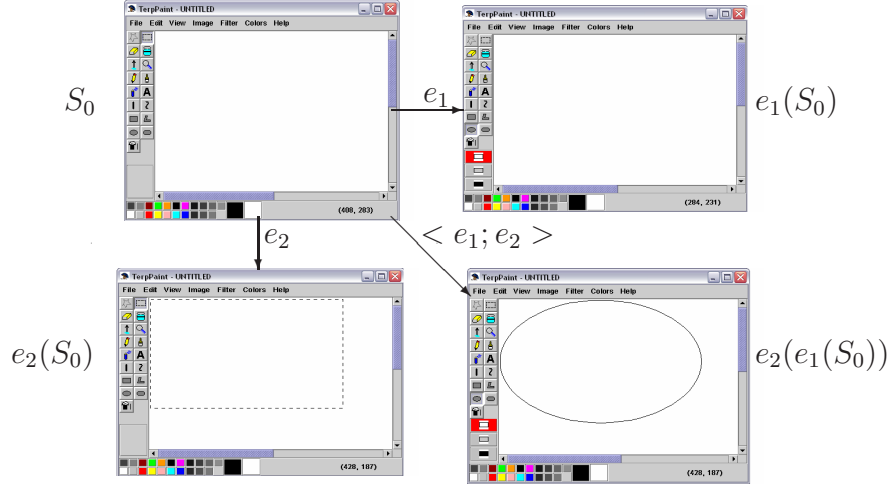 TerpPaint - UNTITLED
File Edit View Image Filter Colors Help
A
(408, 283)
S0
e1
TerpPaint - UNTITLED
File Edit View Image Filter Colors Help
A
(284, 231)
e1(S0)
e2
< e1; e2 >
TerpPaint - UNTITLED
File Edit View Image Filter Colors Help
A
(428, 187)
e2(S0)
TerpPaint - UNTITLED
File Edit View Image Filter Colors Help
A
(428, 187)
e2(e1(S0))